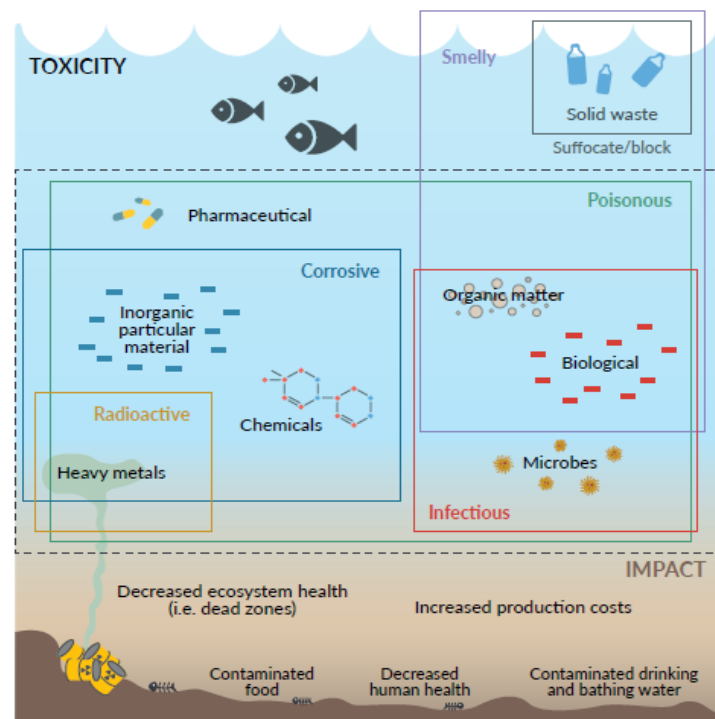 TOXICITY
Smelly
Solid waste
Suffocate/block
Poisonous
Pharmaceutical
Corrosive
Inorganic
particular
material
Organic matter
Biological
Chemicals
Radioactive
Heavy metals
Microbes
Infectious
IMPACT
Decreased ecosystem health
(i.e. dead zones)
Increased production costs
Contaminated
food
Decreased
human health
Contaminated drinking
and bathing water